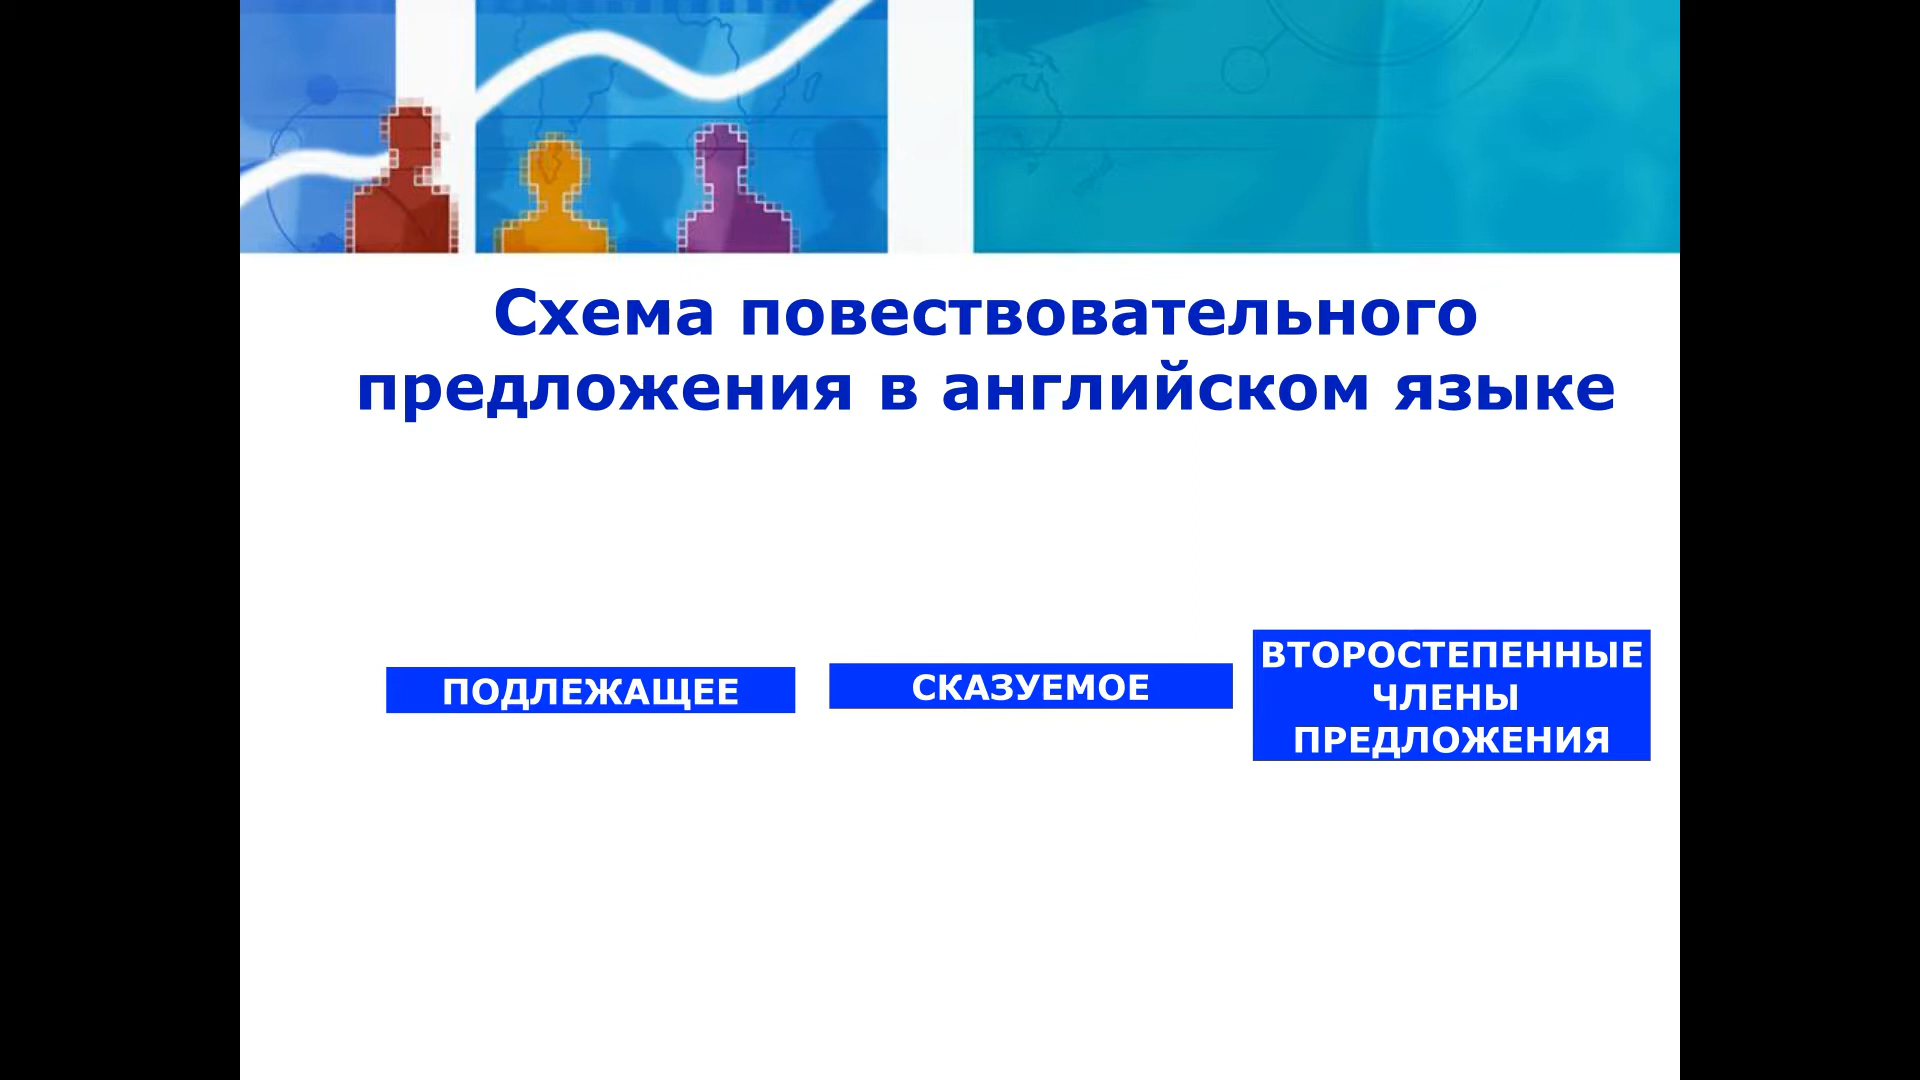 Схема повествовательного
предложения в английском языке
ПОДЛЕЖАЩЕЕ
СКАЗУЕМОЕ
ВТОРОСТЕПЕННЫЕ
ЧЛЕНЫ
ПРЕДЛОЖЕНИЯ